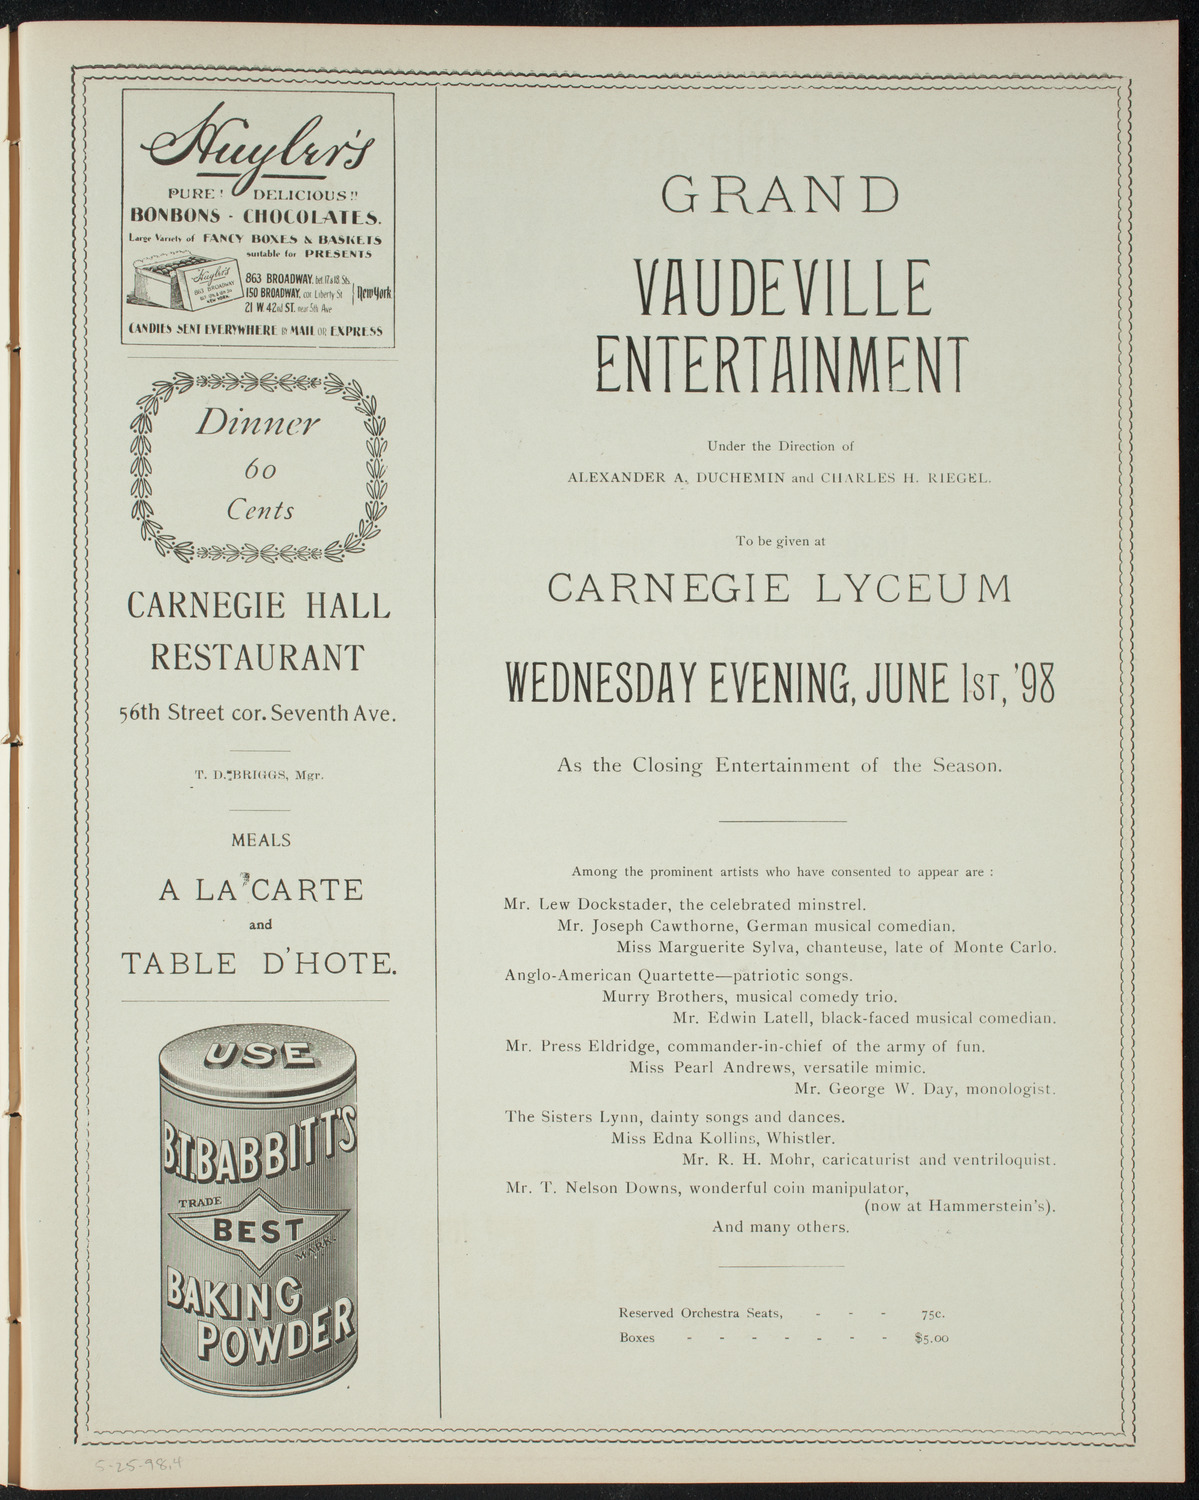 Huyler's
PURE! DELICIOUS!!
BONBONS - CHOCOLATES.
Large Variety of FANCY BOXES & BASKETS
suitable for PRESENTS
Huyler's
863 BROADWAY
NEW YORK
863 BROADWAY, bet. 17 & 18 Sts.
150 BROADWAY, cor Liberty St
21 W. 42nd ST. near 5th Ave
New York
CANDIES SENT EVERYWHERE BY MAIL OR EXPRESS
Dinner
60
Cents
CARNEGIE HALL
RESTAURANT
56th Street cor. Seventh Ave.
T. D. BRIGGS, Mgr.
MEALS
A LA CARTE
and
TABLE D'HOTE.
USE
B.T. BABBITT'S
TRADE
BEST
MARK.
BAKING
POWDER
GRAND
VAUDEVILLE
ENTERTAINMENT
Under the Direction of
ALEXANDER A. DUCHEMIN and CHARLES H. RIEGEL.
To be given at
CARNEGIE LYCEUM
WEDNESDAY EVENING, JUNE 1ST, '98
As the Closing Entertainment of the Season.
Among the prominent artists who have consented to appear are :
Mr. Lew Dockstader, the celebrated minstrel.
Mr. Joseph Cawthorne, German musical comedian.
Miss Marguerite Sylva, chanteuse, late of Monte Carlo.
Anglo-American Quartette—patriotic songs.
Murry Brothers, musical comedy trio.
Mr. Edwin Latell, black-faced musical comedian.
Mr. Press Eldridge, commander-in-chief of the army of fun.
Miss Pearl Andrews, versatile mimic.
Mr. George W. Day, monologist.
The Sisters Lynn, dainty songs and dances.
Miss Edna Kollins, Whistler.
Mr. R. H. Mohr, caricaturist and ventriloquist.
Mr. T. Nelson Downs, wonderful coin manipulator,
(now at Hammerstein's).
And many others.
Reserved Orchestra Seats, - - - 75c.
Boxes - - - - - - - $5.00
5-25-98,4